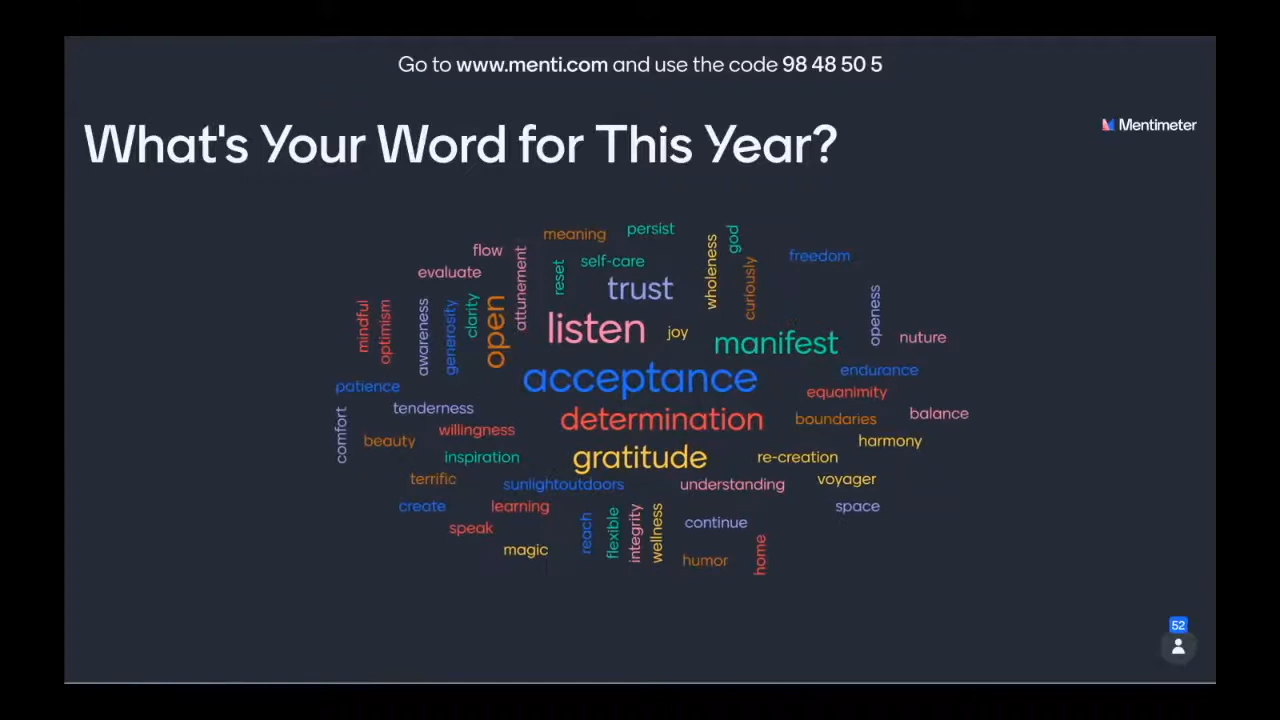 Go to www.menti.com and use the code 98 48 50 5
What's Your Word for This Year?
Mentimeter
meaning
persist
god
flow
attunement
wholeness
freedom
evaluate
reset
self-care
curiously
trust
mindful
optimism
awareness
generosity
clarity
open
listen
joy
manifest
openess
nuture
patience
acceptance
endurance
equanimity
comfort
tenderness
determination
boundaries
balance
beauty
willingness
harmony
inspiration
gratitude
re-creation
terrific
sunlightoutdoors
understanding
voyager
create
learning
reach
flexible
integrity
wellness
continue
space
speak
magic
humor
home
52